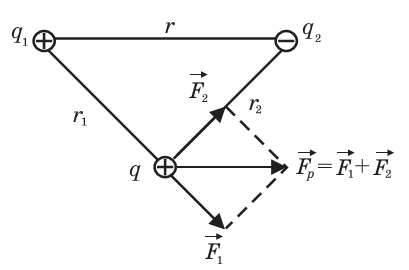 q₁ ⊕ r ⊖ q₂
F⃗₂
r₁ r₂
q ⊕ F⃗ₚ = F⃗₁ + F⃗₂
F⃗₁